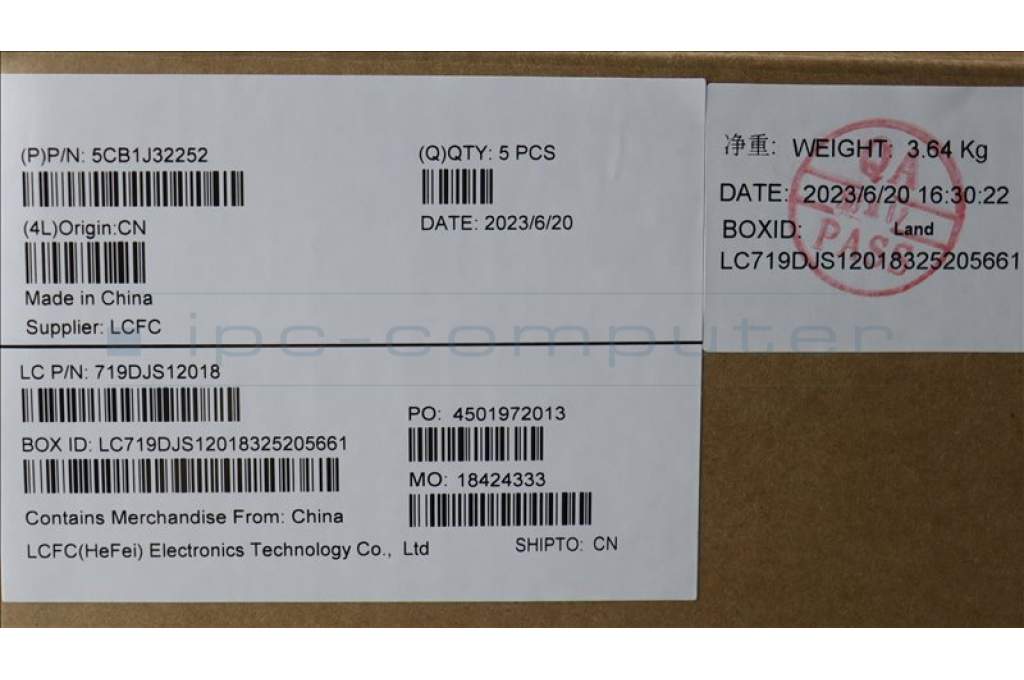 (P)P/N: 5CB1J32252
(Q)QTY: 5 PCS
(4L)Origin:CN
DATE: 2023/6/20
Made in China
Supplier: LCFC
净重: WEIGHT: 3.64 Kg
DATE: 2023/6/20 16:30:22
BOXID: Land
LC719DJS12018325205661
QA
PASS
ipc-computer
LC P/N: 719DJS12018
PO: 4501972013
BOX ID: LC719DJS12018325205661
MO: 18424333
Contains Merchandise From: China
LCFC(HeFei) Electronics Technology Co., Ltd
SHIPTO: CN